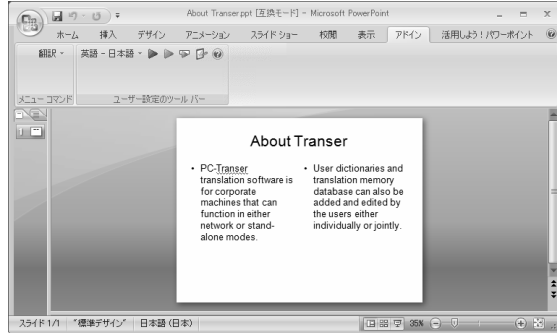 About Transer.ppt [互換モード] - Microsoft PowerPoint
ホーム 挿入 デザイン アニメーション スライド ショー 校閲 表示 アドイン 活用しよう！パワーポイント
翻訳 英語 - 日本語
メニュー コマンド ユーザー設定のツール バー
1
About Transer
• PC-Transer
translation software is
for corporate
machines that can
function in either
network or stand-
alone modes.
• User dictionaries and
translation memory
database can also be
added and edited by
the users either
individually or jointly.
スライド 1/1 "標準デザイン" 日本語 (日本) 35%